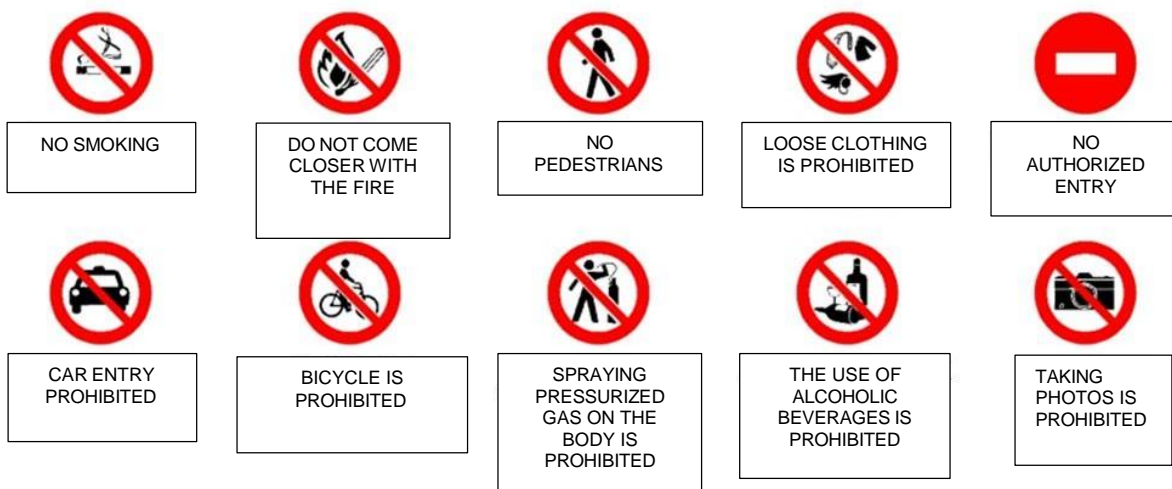 NO SMOKING
DO NOT COME
CLOSER WITH
THE FIRE
NO
PEDESTRIANS
LOOSE CLOTHING
IS PROHIBITED
NO
AUTHORIZED
ENTRY
CAR ENTRY
PROHIBITED
BICYCLE IS
PROHIBITED
SPRAYING
PRESSURIZED
GAS ON THE
BODY IS
PROHIBITED
THE USE OF
ALCOHOLIC
BEVERAGES IS
PROHIBITED
TAKING
PHOTOS IS
PROHIBITED